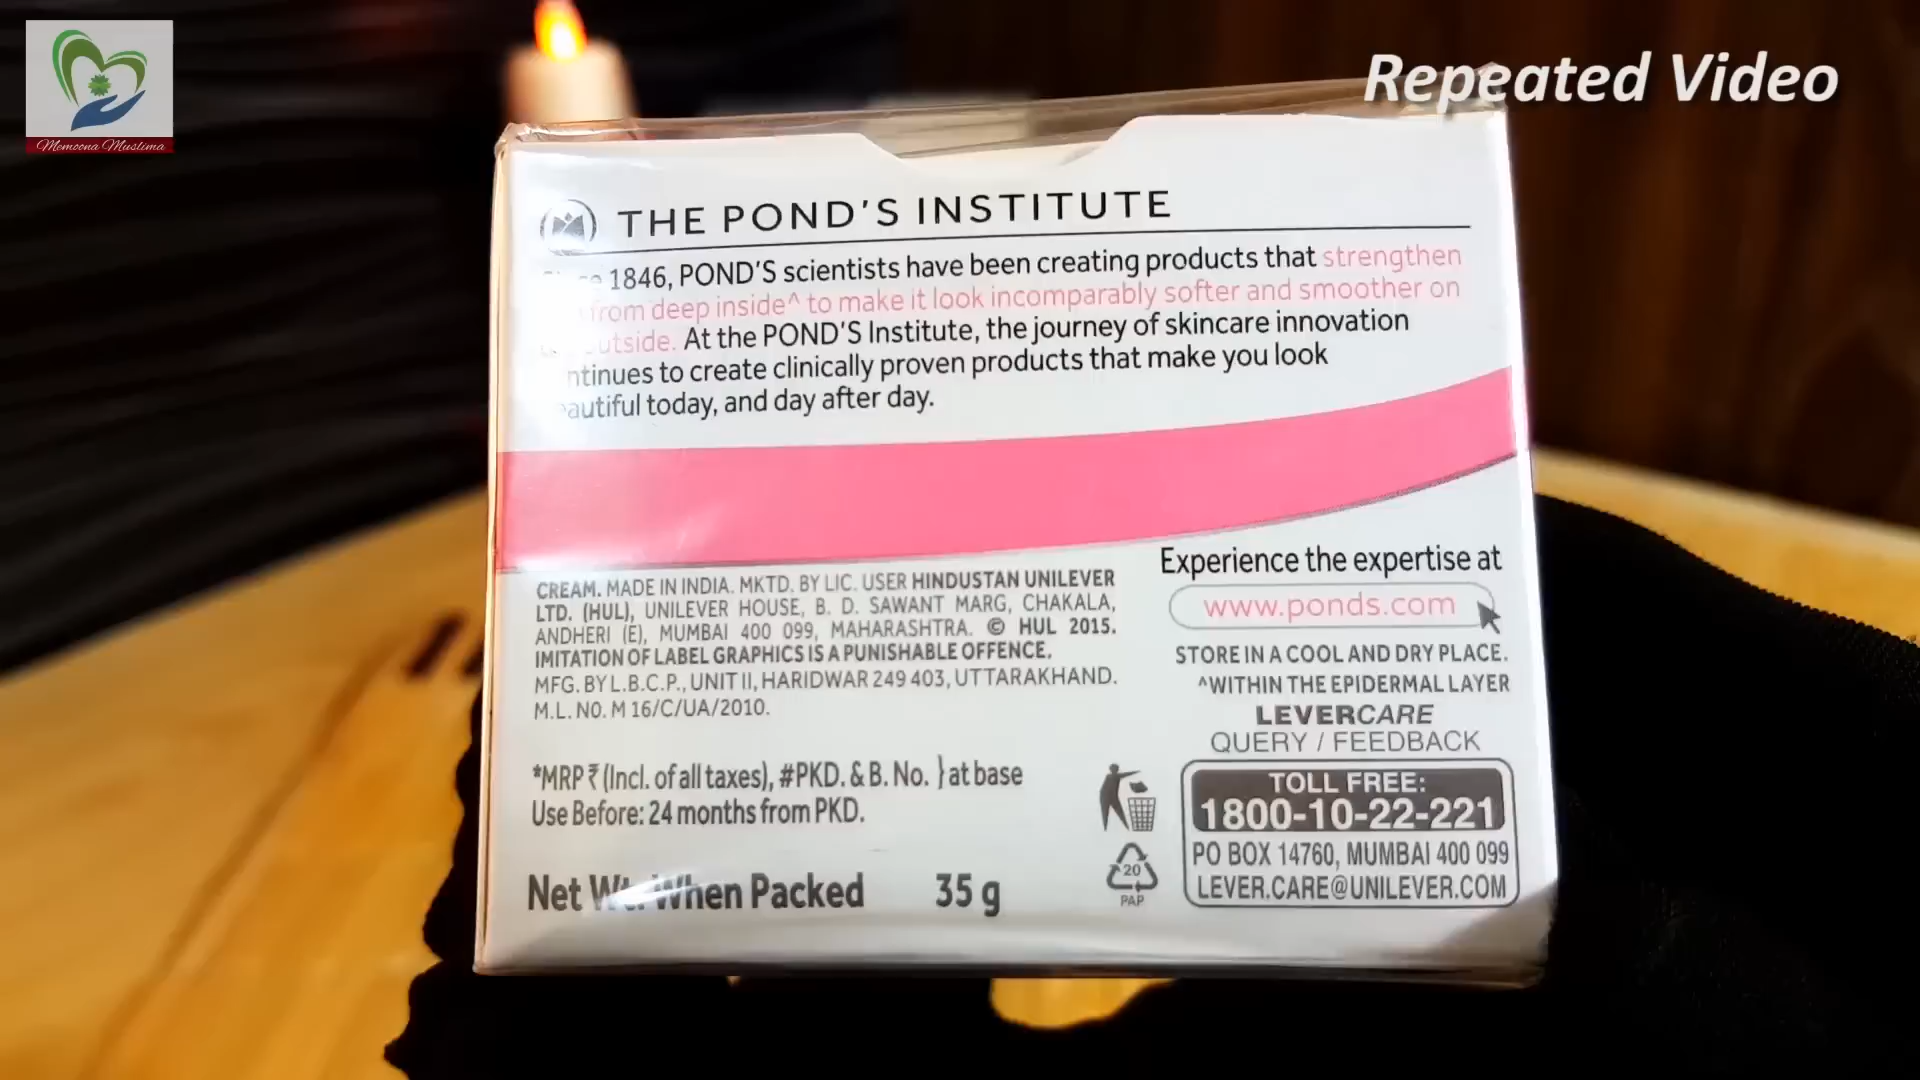 Memoona Muslima
Repeated Video
THE POND'S INSTITUTE
1846, POND'S scientists have been creating products that strengthen
from deep inside^ to make it look incomparably softer and smoother on
At the POND'S Institute, the journey of skincare innovation
to create clinically proven products that make you look
today, and day after day.
CREAM. MADE IN INDIA. MKTD. BY LIC. USER HINDUSTAN UNILEVER
LTD. (HUL), UNILEVER HOUSE, B. D. SAWANT MARG, CHAKALA,
ANDHERI (E), MUMBAI 400 099, MAHARASHTRA. © HUL 2015.
IMITATION OF LABEL GRAPHICS IS A PUNISHABLE OFFENCE.
MFG. BY L.B.C.P., UNIT II, HARIDWAR 249 403, UTTARAKHAND.
M.L. NO. M 16/C/UA/2010.
*MRP ₹ (Incl. of all taxes), #PKD. & B. No. } at base
Use Before: 24 months from PKD.
Net Wt. When Packed 35 g
Experience the expertise at
www.ponds.com
STORE IN A COOL AND DRY PLACE.
^WITHIN THE EPIDERMAL LAYER
LEVERCARE
QUERY / FEEDBACK
TOLL FREE:
1800-10-22-221
PO BOX 14760, MUMBAI 400 099
LEVER.CARE@UNILEVER.COM
20
PAP